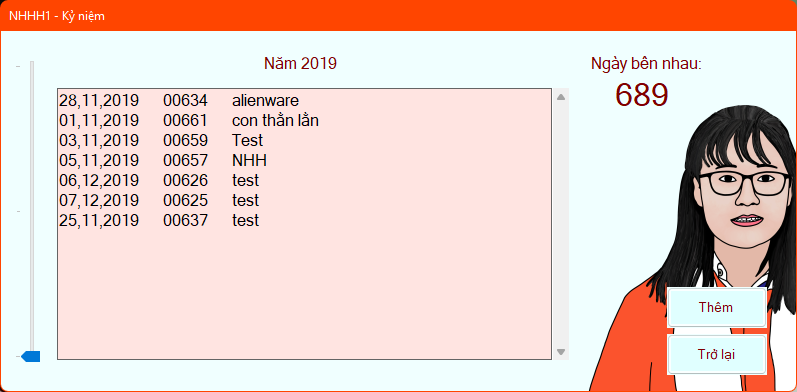 NHHH1 - Kỷ niệm
Năm 2019
Ngày bên nhau:
689
28,11,2019 00634 alienware
01,11,2019 00661 con thằn lằn
03,11,2019 00659 Test
05,11,2019 00657 NHH
06,12,2019 00626 test
07,12,2019 00625 test
25,11,2019 00637 test
Thêm
Trở lại